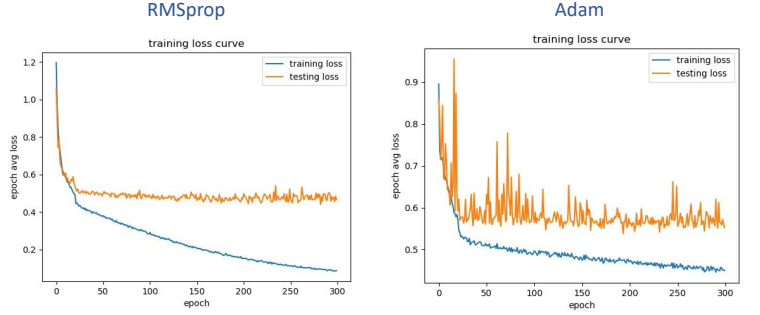 RMSprop
training loss curve
training loss
testing loss
epoch avg loss
1.2
1.0
0.8
0.6
0.4
0.2
0 50 100 150 200 250 300
epoch
Adam
training loss curve
training loss
testing loss
epoch avg loss
0.9
0.8
0.7
0.6
0.5
0 50 100 150 200 250 300
epoch